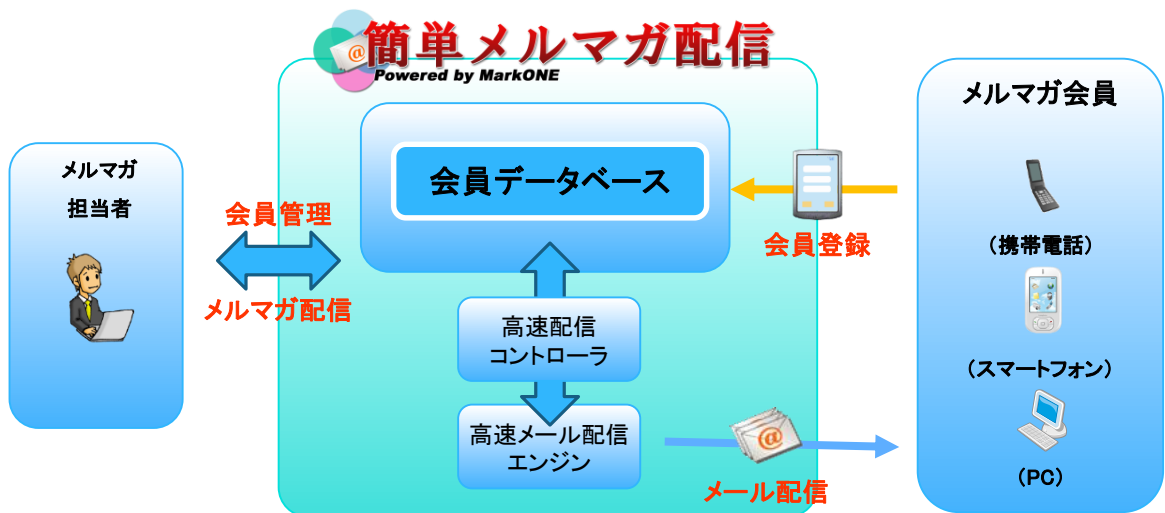 簡単メルマガ配信
Powered by MarkONE
メルマガ
担当者
会員管理
メルマガ配信
会員データベース
高速配信
コントローラ
高速メール配信
エンジン
会員登録
メール配信
メルマガ会員
（携帯電話）
（スマートフォン）
（PC）